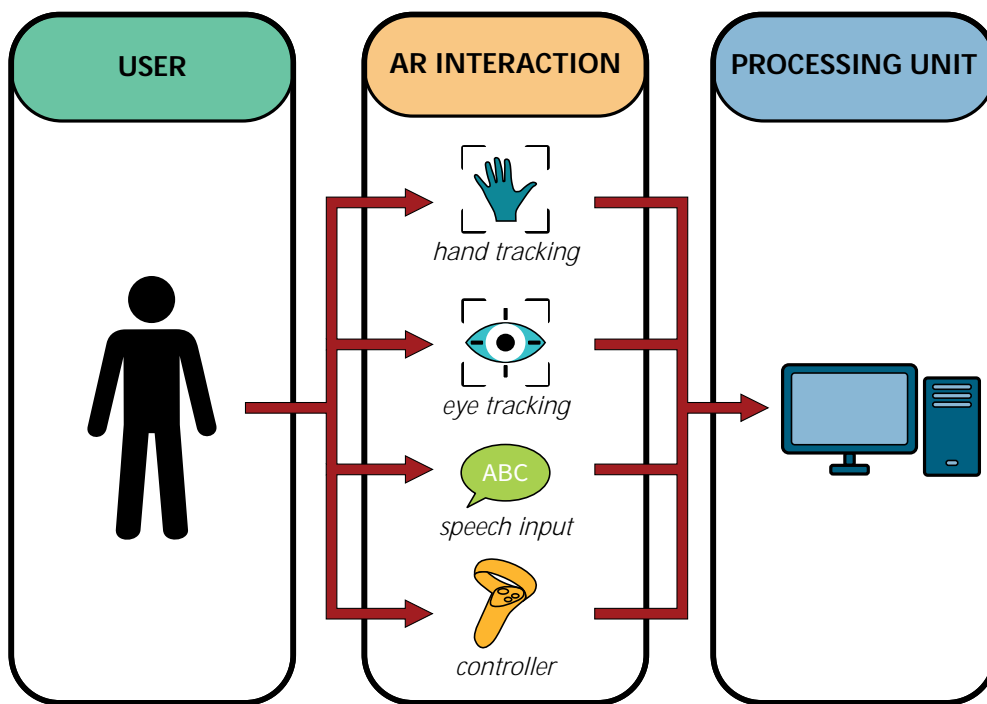 USER
AR INTERACTION
PROCESSING UNIT
hand tracking
eye tracking
ABC
speech input
controller